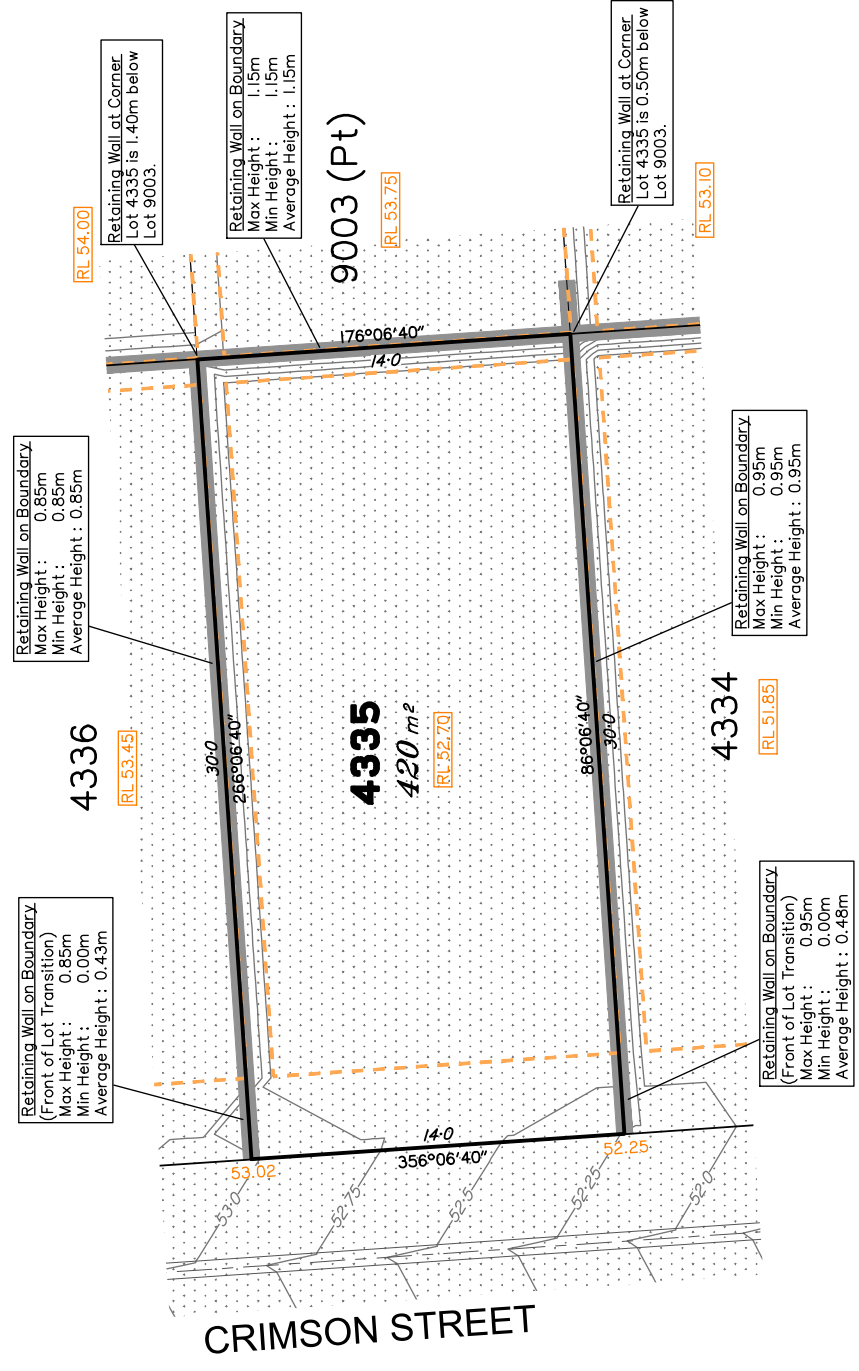 Retaining Wall at Corner
Lot 4335 is 1.40m below
Lot 9003.
Retaining Wall on Boundary
Max Height : 1.15m
Min Height : 1.15m
Average Height : 1.15m
Retaining Wall at Corner
Lot 4335 is 0.50m below
Lot 9003.
RL 54.00
9003 (Pt)
RL 53.75
RL 53.10
176°06'40"
14·0
Retaining Wall on Boundary
Max Height : 0.85m
Min Height : 0.85m
Average Height : 0.85m
Retaining Wall on Boundary
Max Height : 0.95m
Min Height : 0.95m
Average Height : 0.95m
4336
RL 53.45
30·0
266°06'40"
4335
420 m²
RL 52.70
86°06'40"
30·0
4334
RL 51.85
Retaining Wall on Boundary
(Front of Lot Transition)
Max Height : 0.85m
Min Height : 0.00m
Average Height : 0.43m
Retaining Wall on Boundary
(Front of Lot Transition)
Max Height : 0.95m
Min Height : 0.00m
Average Height : 0.48m
53.02
14·0
356°06'40"
52.25
53·0
52·75
52·5
52·25
52·0
CRIMSON STREET